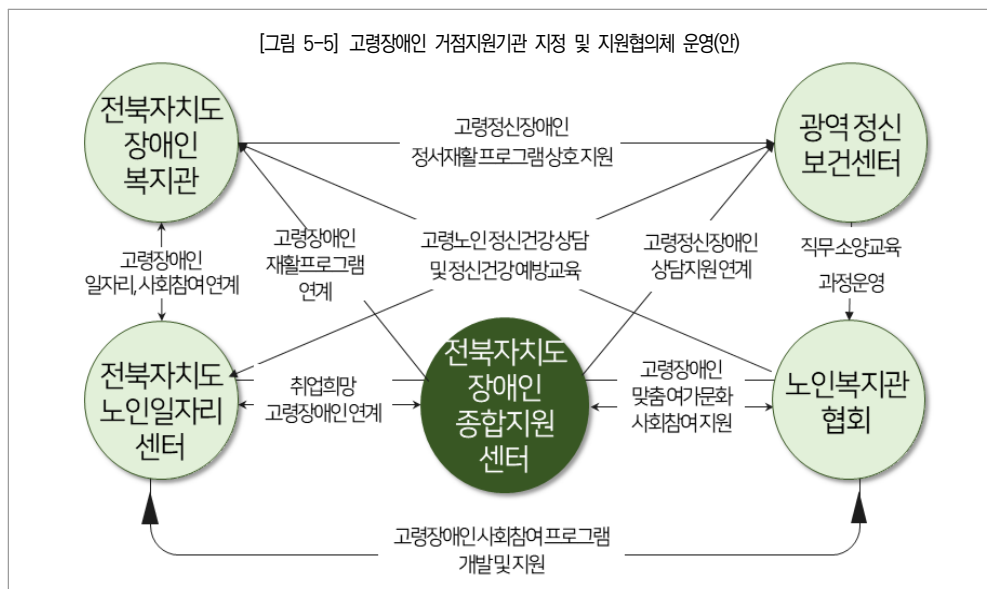 [그림 5-5] 고령장애인 거점지원기관 지정 및 지원협의체 운영(안)
전북자치도
장애인
복지관
고령정신장애인
정서재활 프로그램 상호 지원
광역 정신
보건센터
고령장애인
일자리, 사회참여 연계
고령장애인
재활프로그램
연계
고령노인 정신건강 상담
및 정신건강 예방교육
고령정신장애인
상담지원 연계
직무 소양교육
과정운영
전북자치도
노인일자리
센터
취업희망
고령장애인 연계
전북자치도
장애인
종합지원
센터
고령장애인
맞춤 여가문화
사회참여 지원
노인복지관
협회
고령장애인 사회참여 프로그램
개발 및 지원